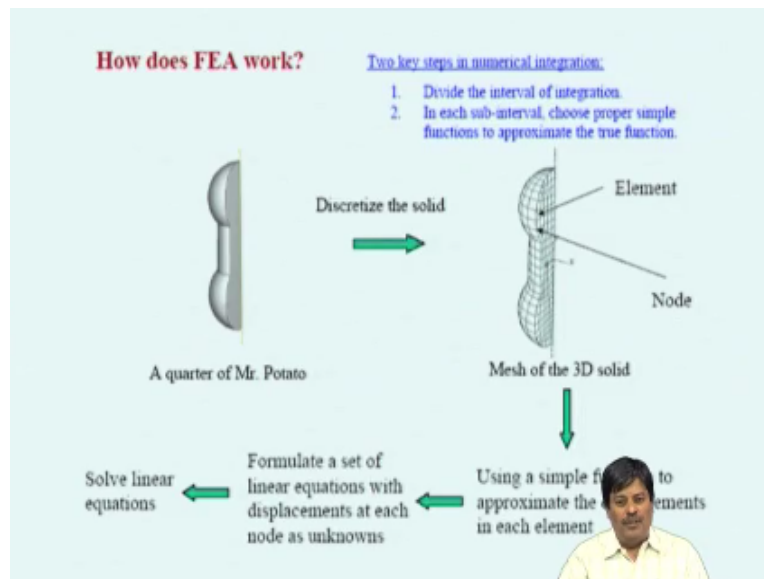 How does FEA work?
Two key steps in numerical integration:
1. Divide the interval of integration.
2. In each sub-interval, choose proper simple
functions to approximate the true function.
Discretize the solid
Element
Node
A quarter of Mr. Potato
Mesh of the 3D solid
Using a simple to
approximate the
in each element
Formulate a set of
linear equations with
displacements at each
node as unknowns
Solve linear
equations